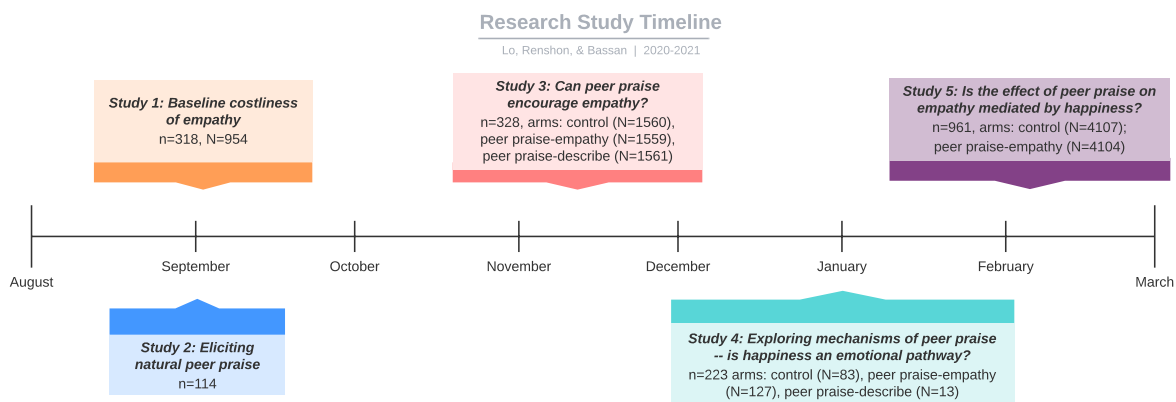 Research Study Timeline
Lo, Renshon, & Bassan | 2020-2021
Study 1: Baseline costliness
of empathy
n=318, N=954
Study 3: Can peer praise
encourage empathy?
n=328, arms: control (N=1560),
peer praise-empathy (N=1559),
peer praise-describe (N=1561)
Study 5: Is the effect of peer praise on
empathy mediated by happiness?
n=961, arms: control (N=4107);
peer praise-empathy (N=4104)
August
September
October
November
December
January
February
March
Study 2: Eliciting
natural peer praise
n=114
Study 4: Exploring mechanisms of peer praise
-- is happiness an emotional pathway?
n=223 arms: control (N=83), peer praise-empathy
(N=127), peer praise-describe (N=13)